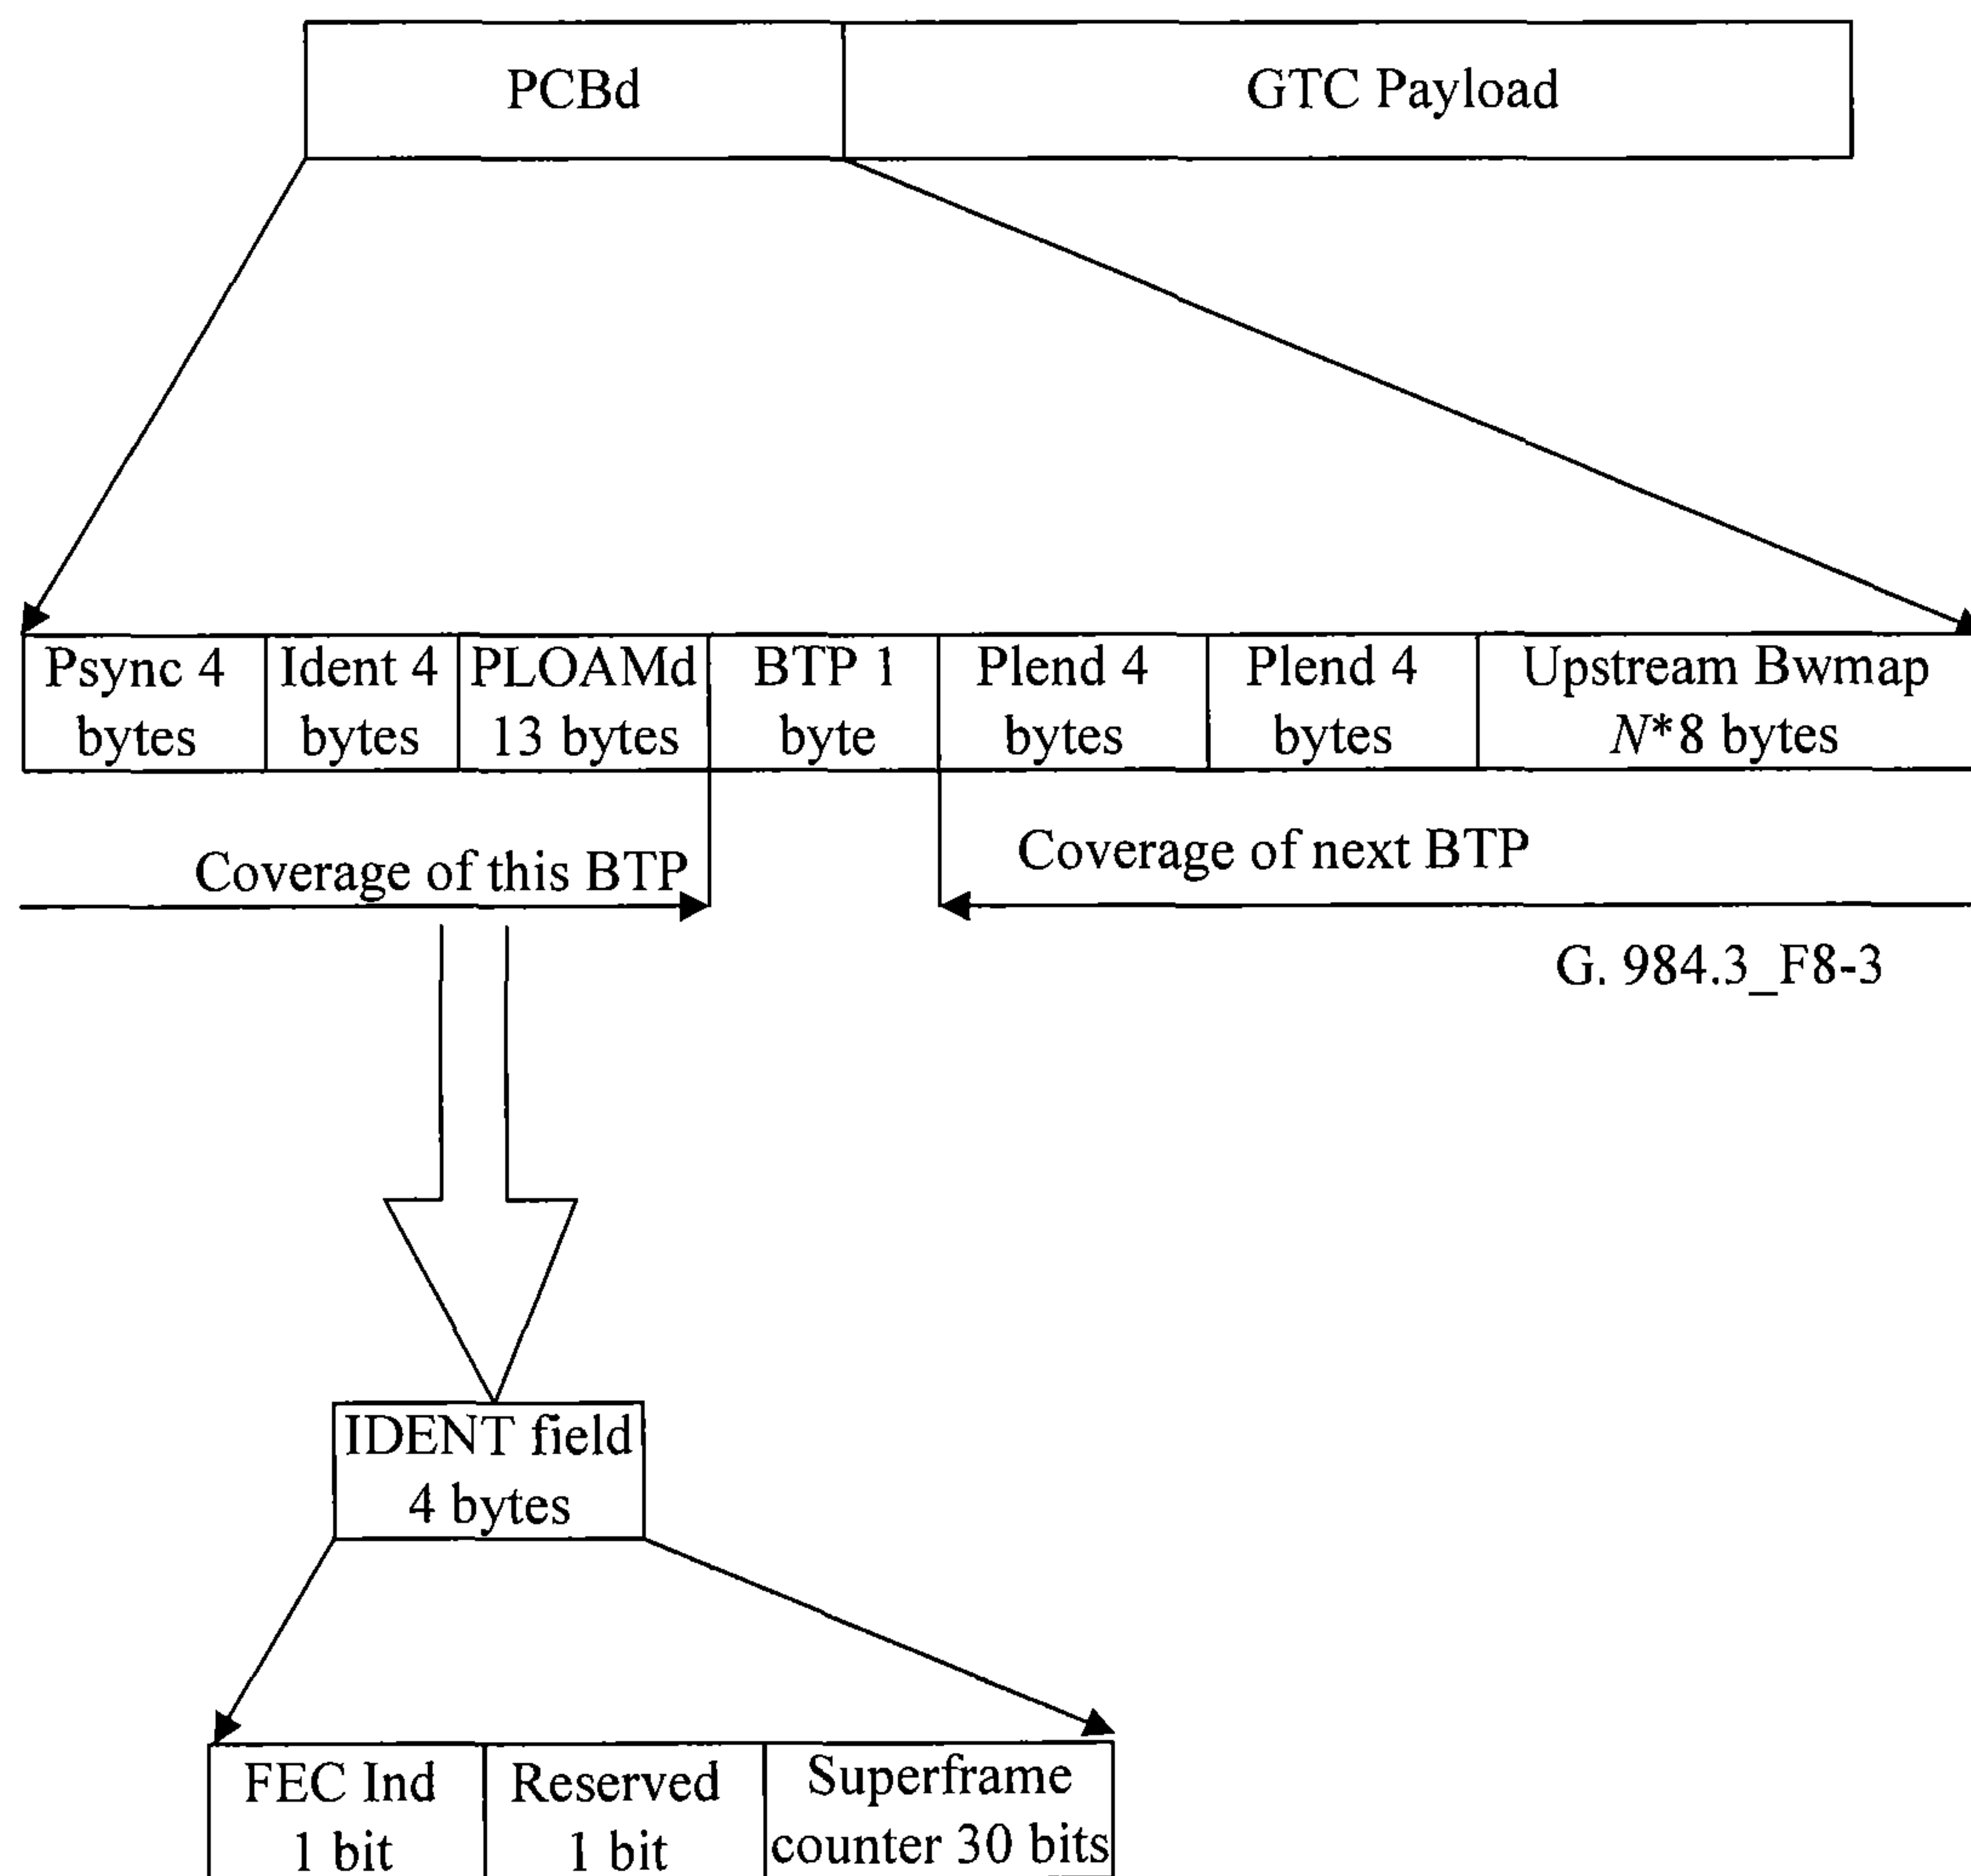 PCBd
GTC Payload
Psync 4
bytes
Ident 4
bytes
PLOAMd
13 bytes
BTP 1
byte
Plend 4
bytes
Plend 4
bytes
Upstream Bwmap
N*8 bytes
Coverage of this BTP
Coverage of next BTP
G. 984.3_F8-3
IDENT field
4 bytes
FEC Ind
1 bit
Reserved
1 bit
Superframe
counter 30 bits